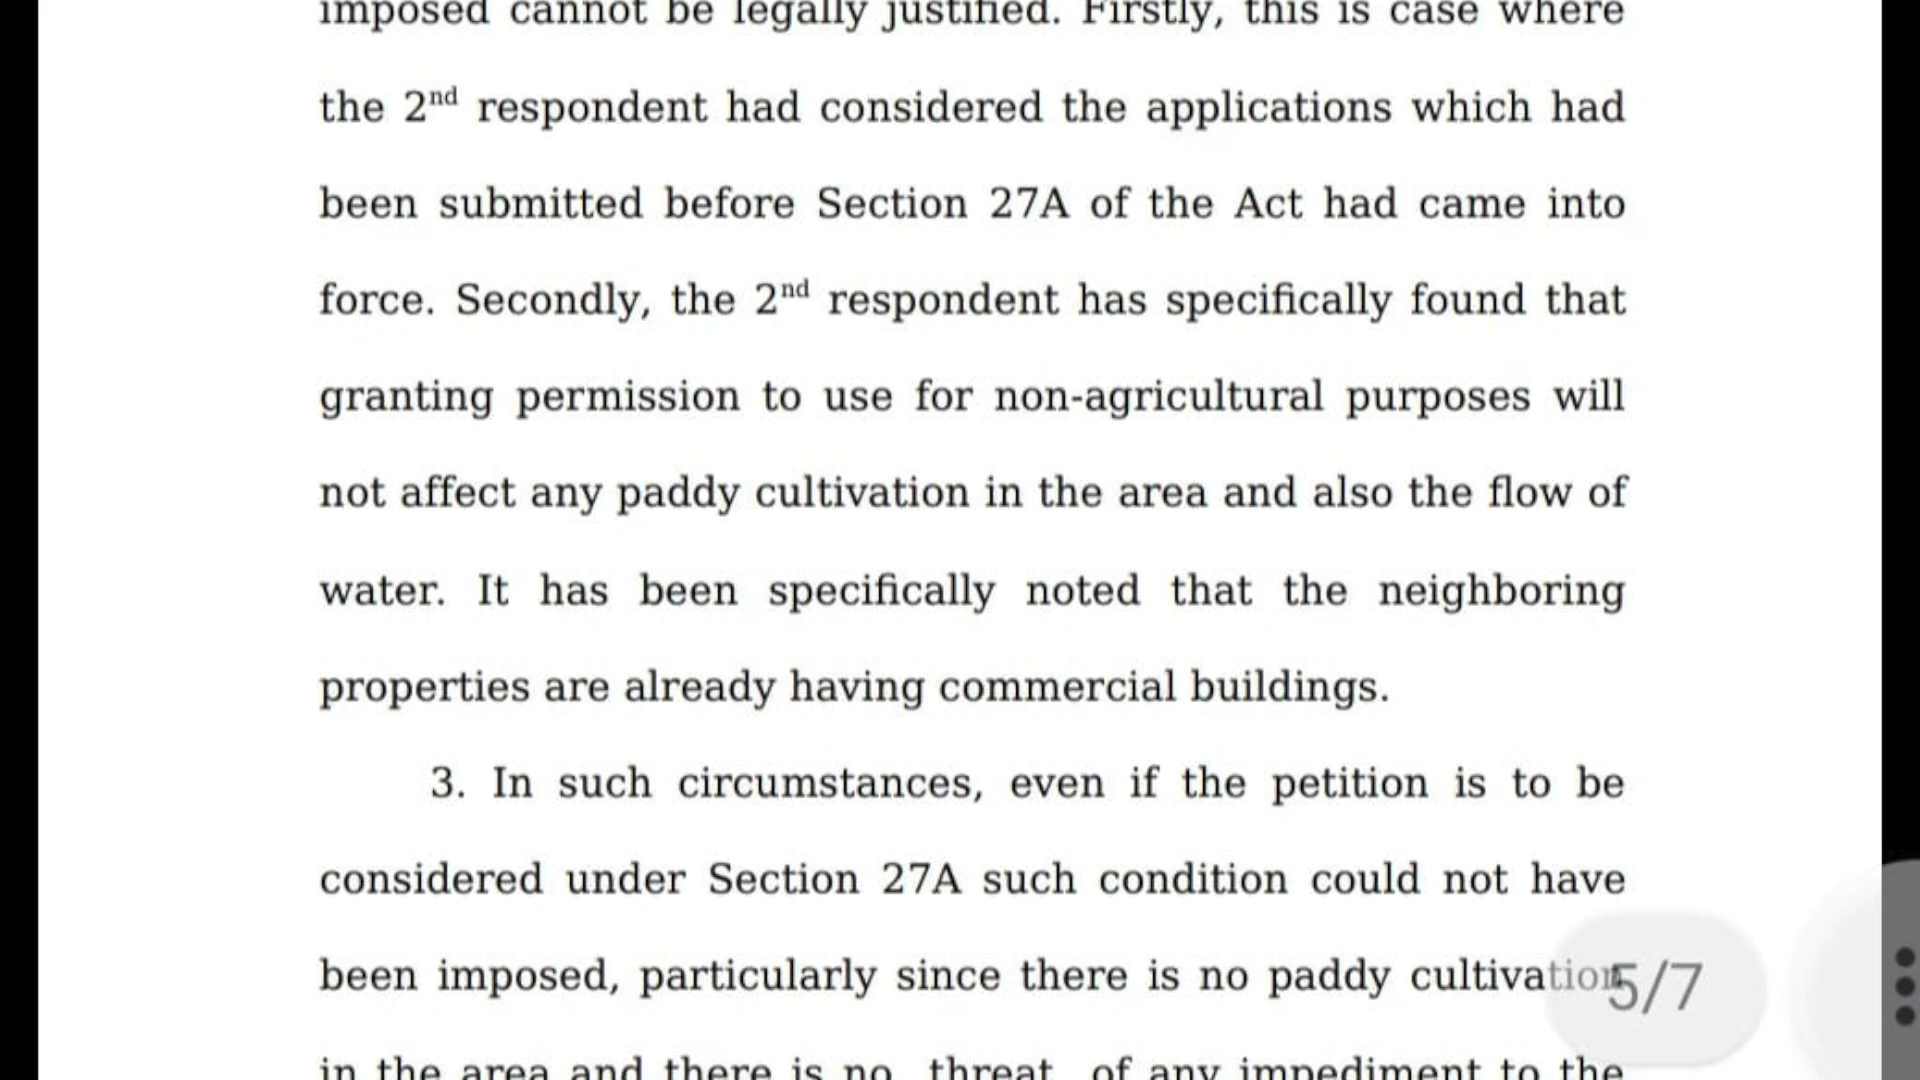 imposed cannot be legally justified. Firstly, this is case where
the 2nd respondent had considered the applications which had
been submitted before Section 27A of the Act had came into
force. Secondly, the 2nd respondent has specifically found that
granting permission to use for non-agricultural purposes will
not affect any paddy cultivation in the area and also the flow of
water. It has been specifically noted that the neighboring
properties are already having commercial buildings.
3. In such circumstances, even if the petition is to be
considered under Section 27A such condition could not have
been imposed, particularly since there is no paddy cultivation
5/7
in the area and there is no threat of any impediment to the